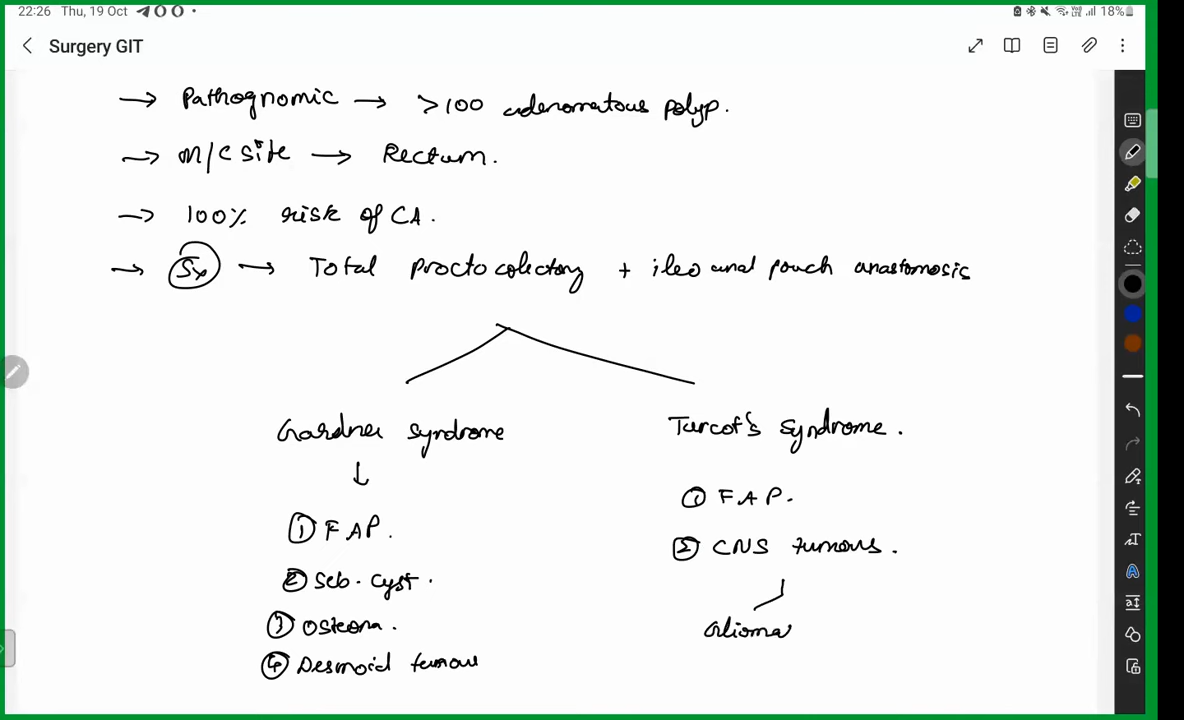 22:26 Thu, 19 Oct
18%
Surgery GIT
→ Pathognomic → >100 adenomatous polyp.
→ M/C site → Rectum.
→ 100% risk of CA.
→ Sx → Total Proctocolectomy + ileo anal pouch anastomosis
Gardner syndrome
↓
① FAP.
② Seb. cyst.
③ Osteoma.
④ Desmoid tumour
Turcot's syndrome.
① FAP.
② CNS tumours.
Glioma